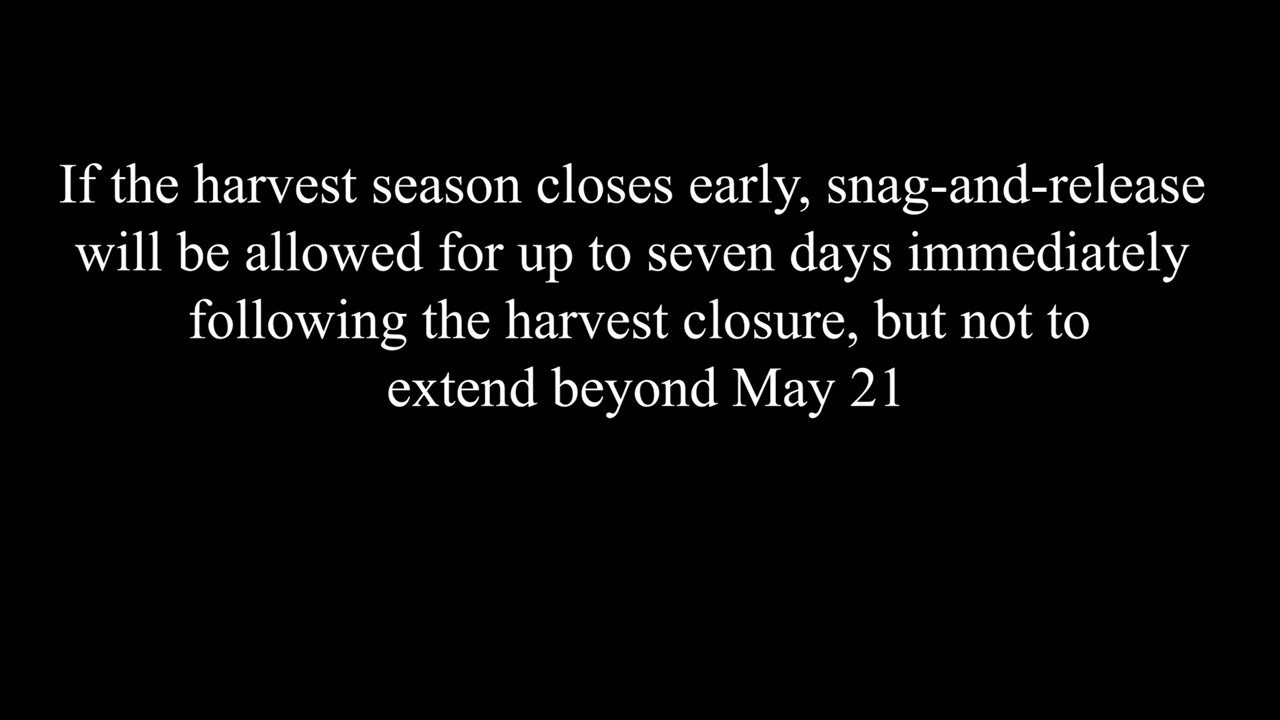 If the harvest season closes early, snag-and-release
will be allowed for up to seven days immediately
following the harvest closure, but not to
extend beyond May 21